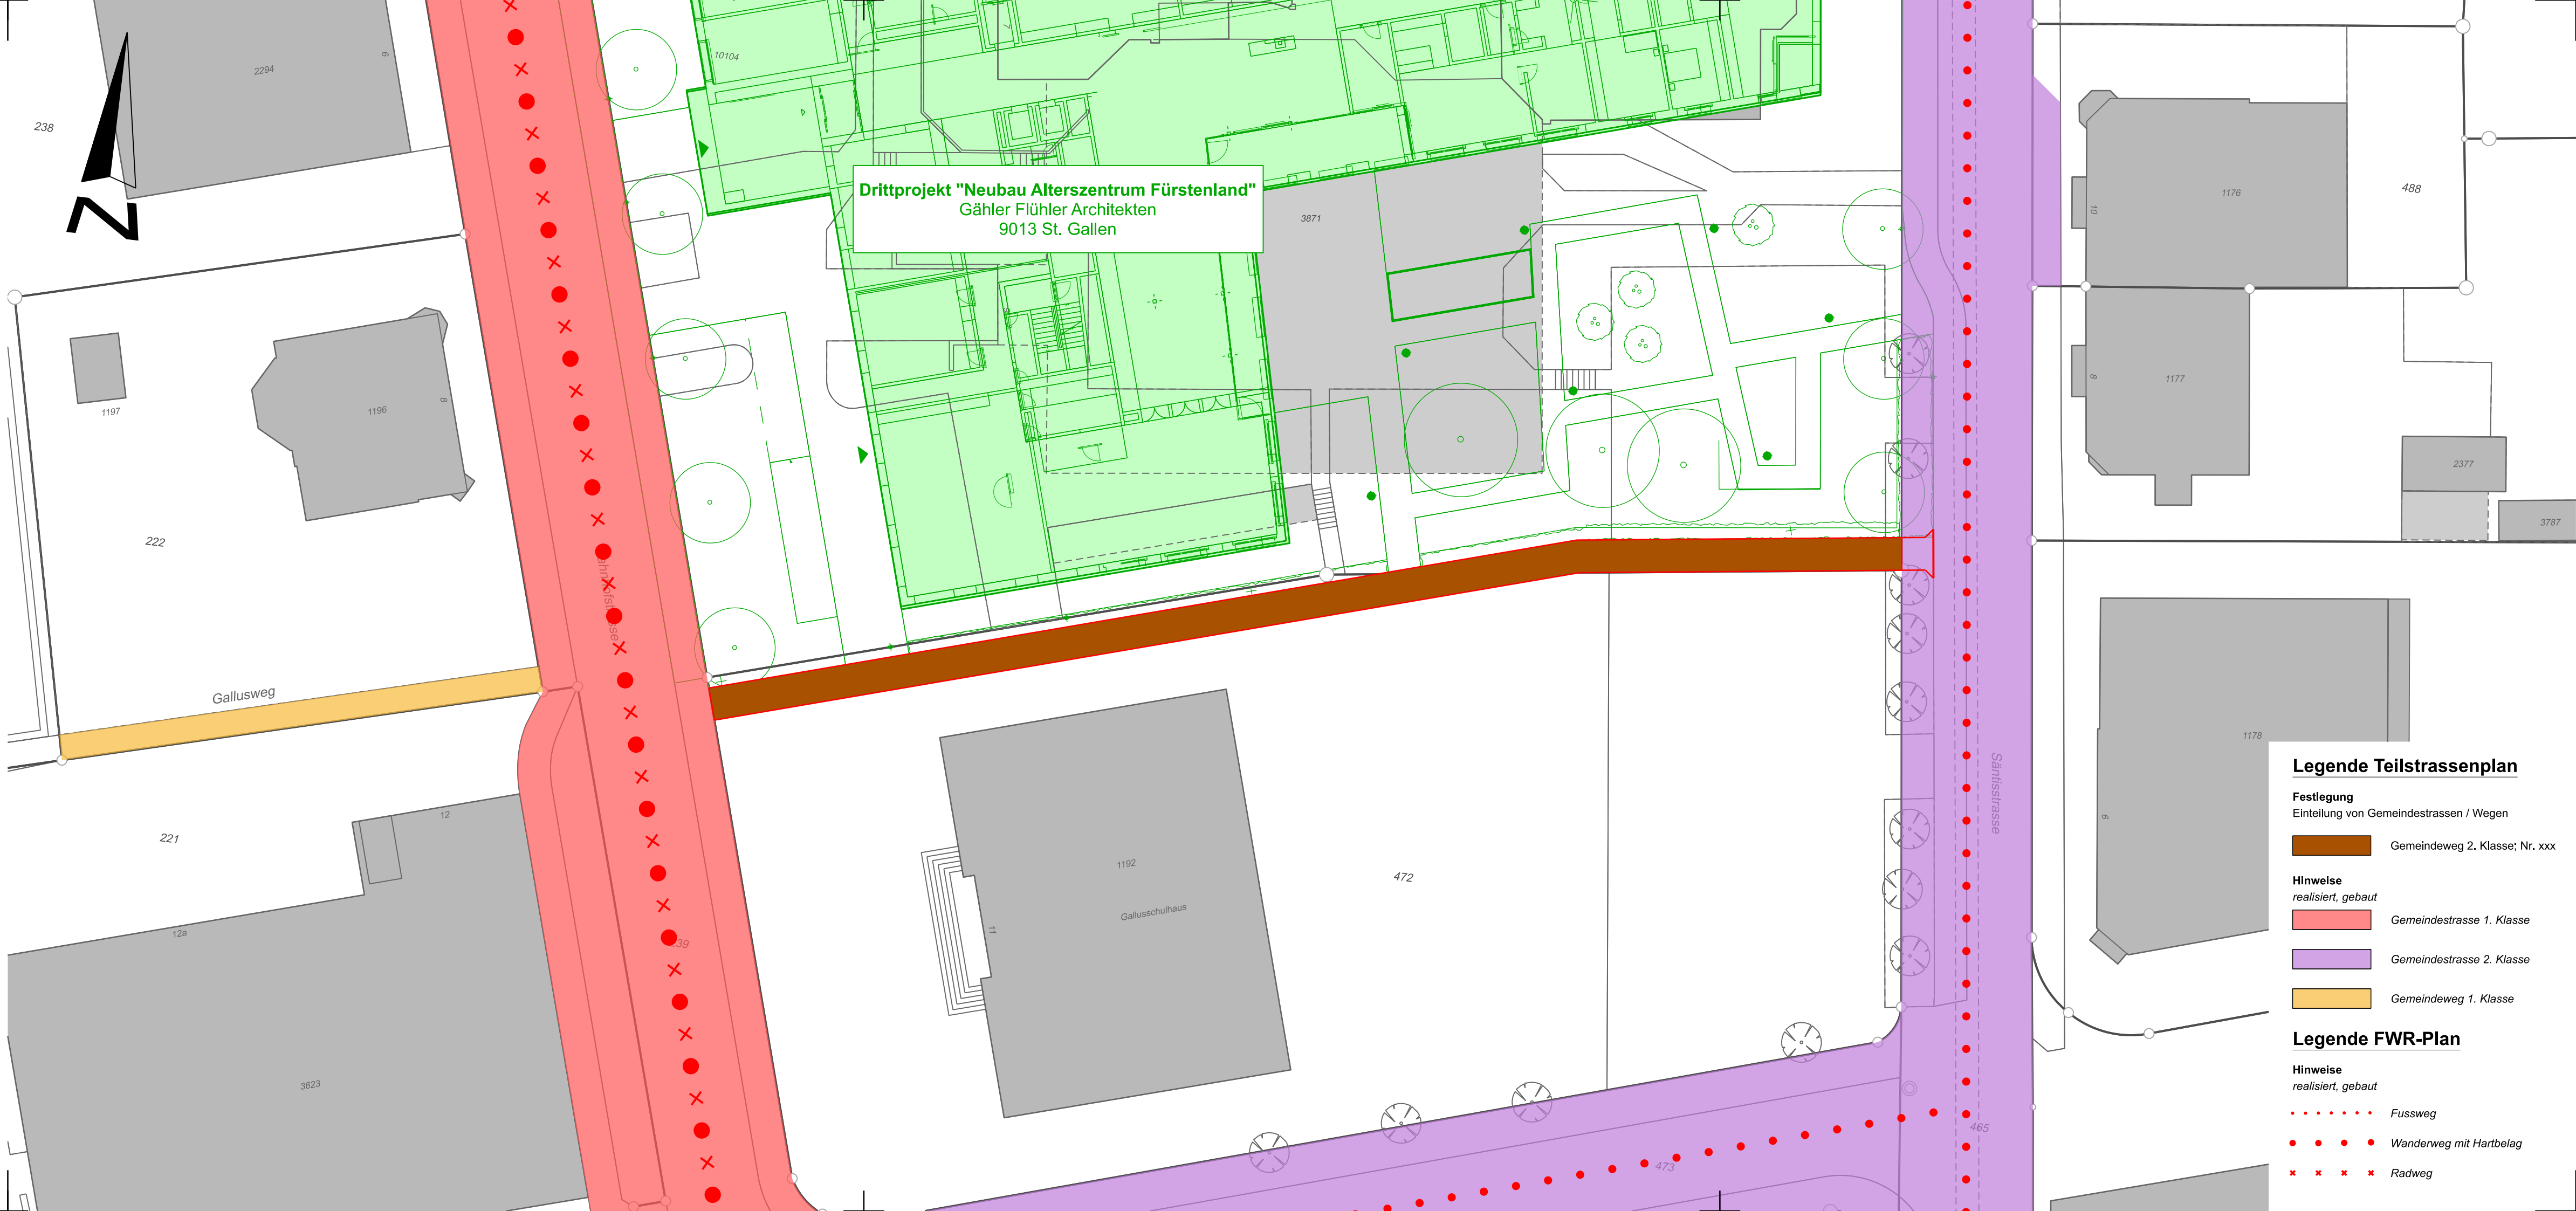 2294
6
238
10104
Drittprojekt "Neubau Alterszentrum Fürstenland"
Gähler Flühler Architekten
9013 St. Gallen
3871
1176
10
488
N
1197
1196
8
1177
8
2377
3787
222
Gallusweg
221
12
12a
3623
1192
Gallusschulhaus
11
472
Säntisstrasse
1178
6
473
465
Legende Teilstrassenplan
Festlegung
Einteilung von Gemeindestrassen / Wegen
Gemeindeweg 2. Klasse; Nr. xxx
Hinweise
realisiert, gebaut
Gemeindestrasse 1. Klasse
Gemeindestrasse 2. Klasse
Gemeindeweg 1. Klasse
Legende FWR-Plan
Hinweise
realisiert, gebaut
Fussweg
Wanderweg mit Hartbelag
Radweg